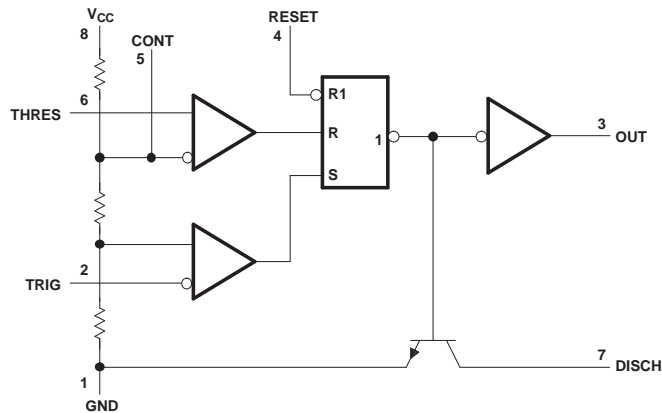 VCC
8
CONT
5
RESET
4
6
THRES
R1
R
1
S
3
OUT
2
TRIG
7
DISCH
1
GND